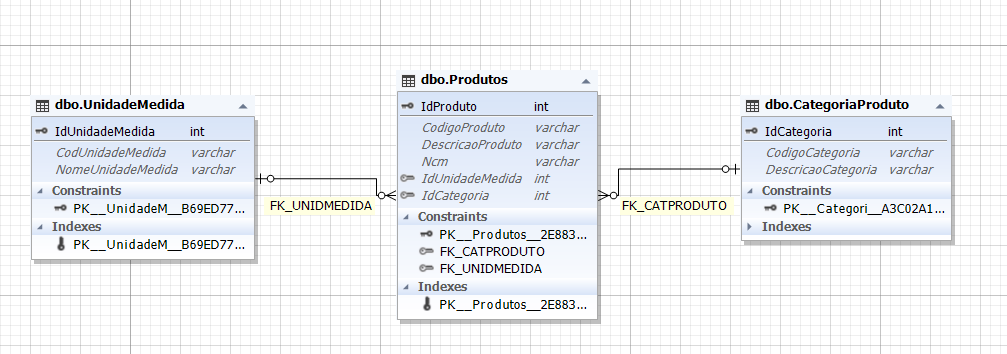 dbo.UnidadeMedida
IdUnidadeMedida int
CodUnidadeMedida varchar
NomeUnidadeMedida varchar
Constraints
PK__UnidadeM__B69ED77...
Indexes
PK__UnidadeM__B69ED77...
FK_UNIDMEDIDA
dbo.Produtos
IdProduto int
CodigoProduto varchar
DescricaoProduto varchar
Ncm varchar
IdUnidadeMedida int
IdCategoria int
Constraints
PK__Produtos__2E883...
FK_CATPRODUTO
FK_UNIDMEDIDA
Indexes
PK__Produtos__2E883...
FK_CATPRODUTO
dbo.CategoriaProduto
IdCategoria int
CodigoCategoria varchar
DescricaoCategoria varchar
Constraints
PK__Categori__A3C02A1...
Indexes